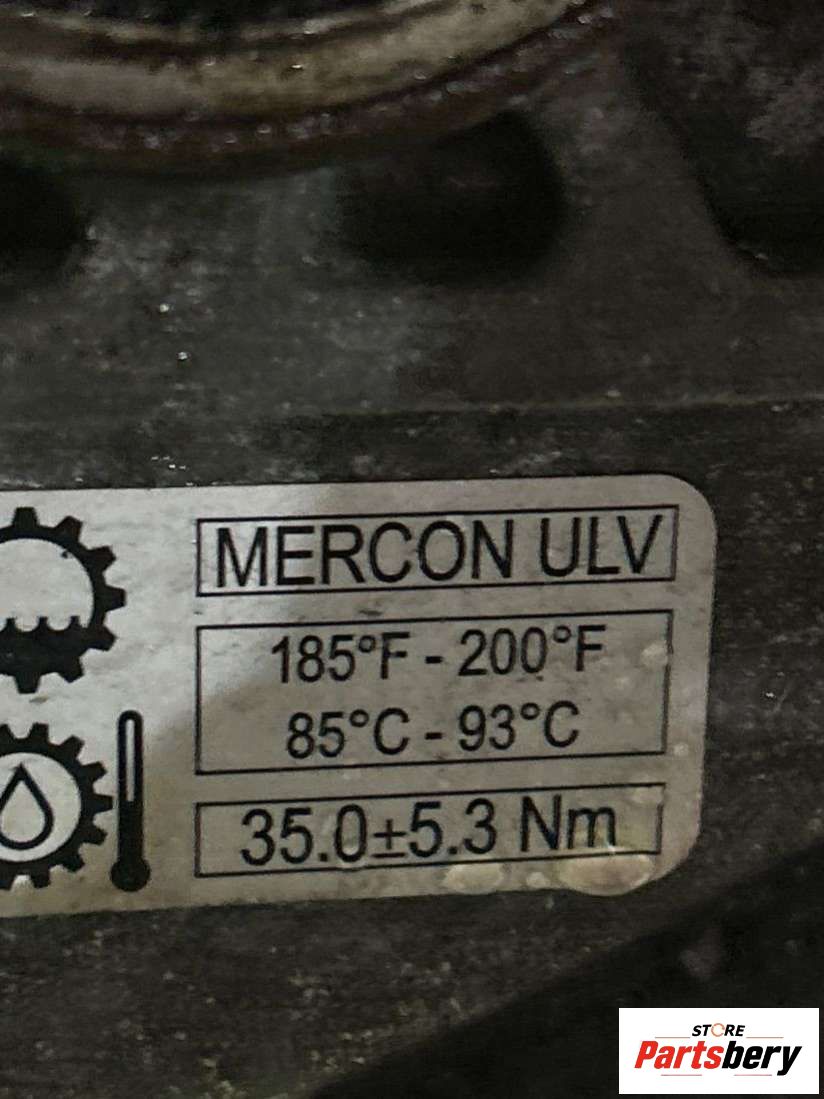 MERCON ULV
185°F - 200°F
85°C - 93°C
35.0±5.3 Nm
STORE
Partsbery